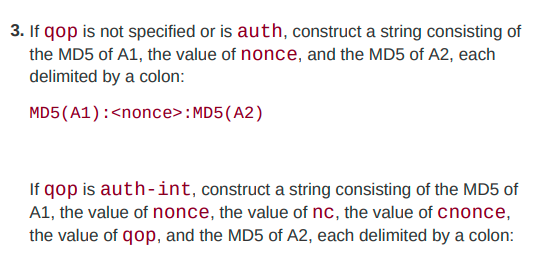 3. If qop is not specified or is auth, construct a string consisting of
the MD5 of A1, the value of nonce, and the MD5 of A2, each
delimited by a colon:
MD5(A1):<nonce>:MD5(A2)
If qop is auth-int, construct a string consisting of the MD5 of
A1, the value of nonce, the value of nc, the value of cnonce,
the value of qop, and the MD5 of A2, each delimited by a colon: